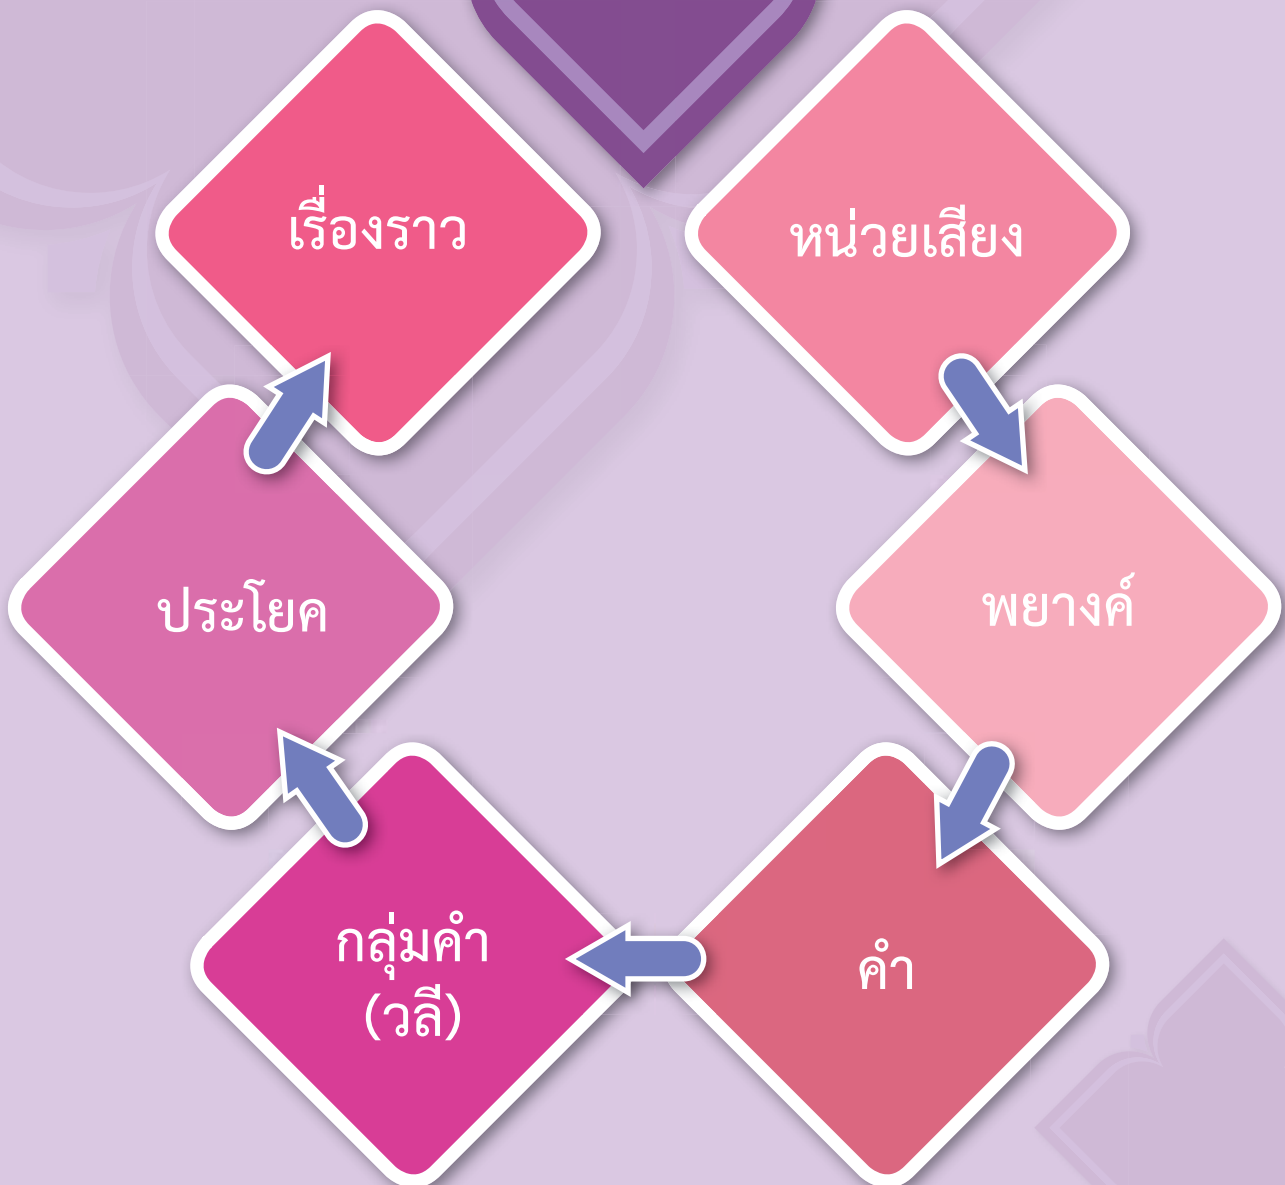 หน่วยเสียง
พยางค์
คำ
กลุ่มคำ
(วลี)
ประโยค
เรื่องราว